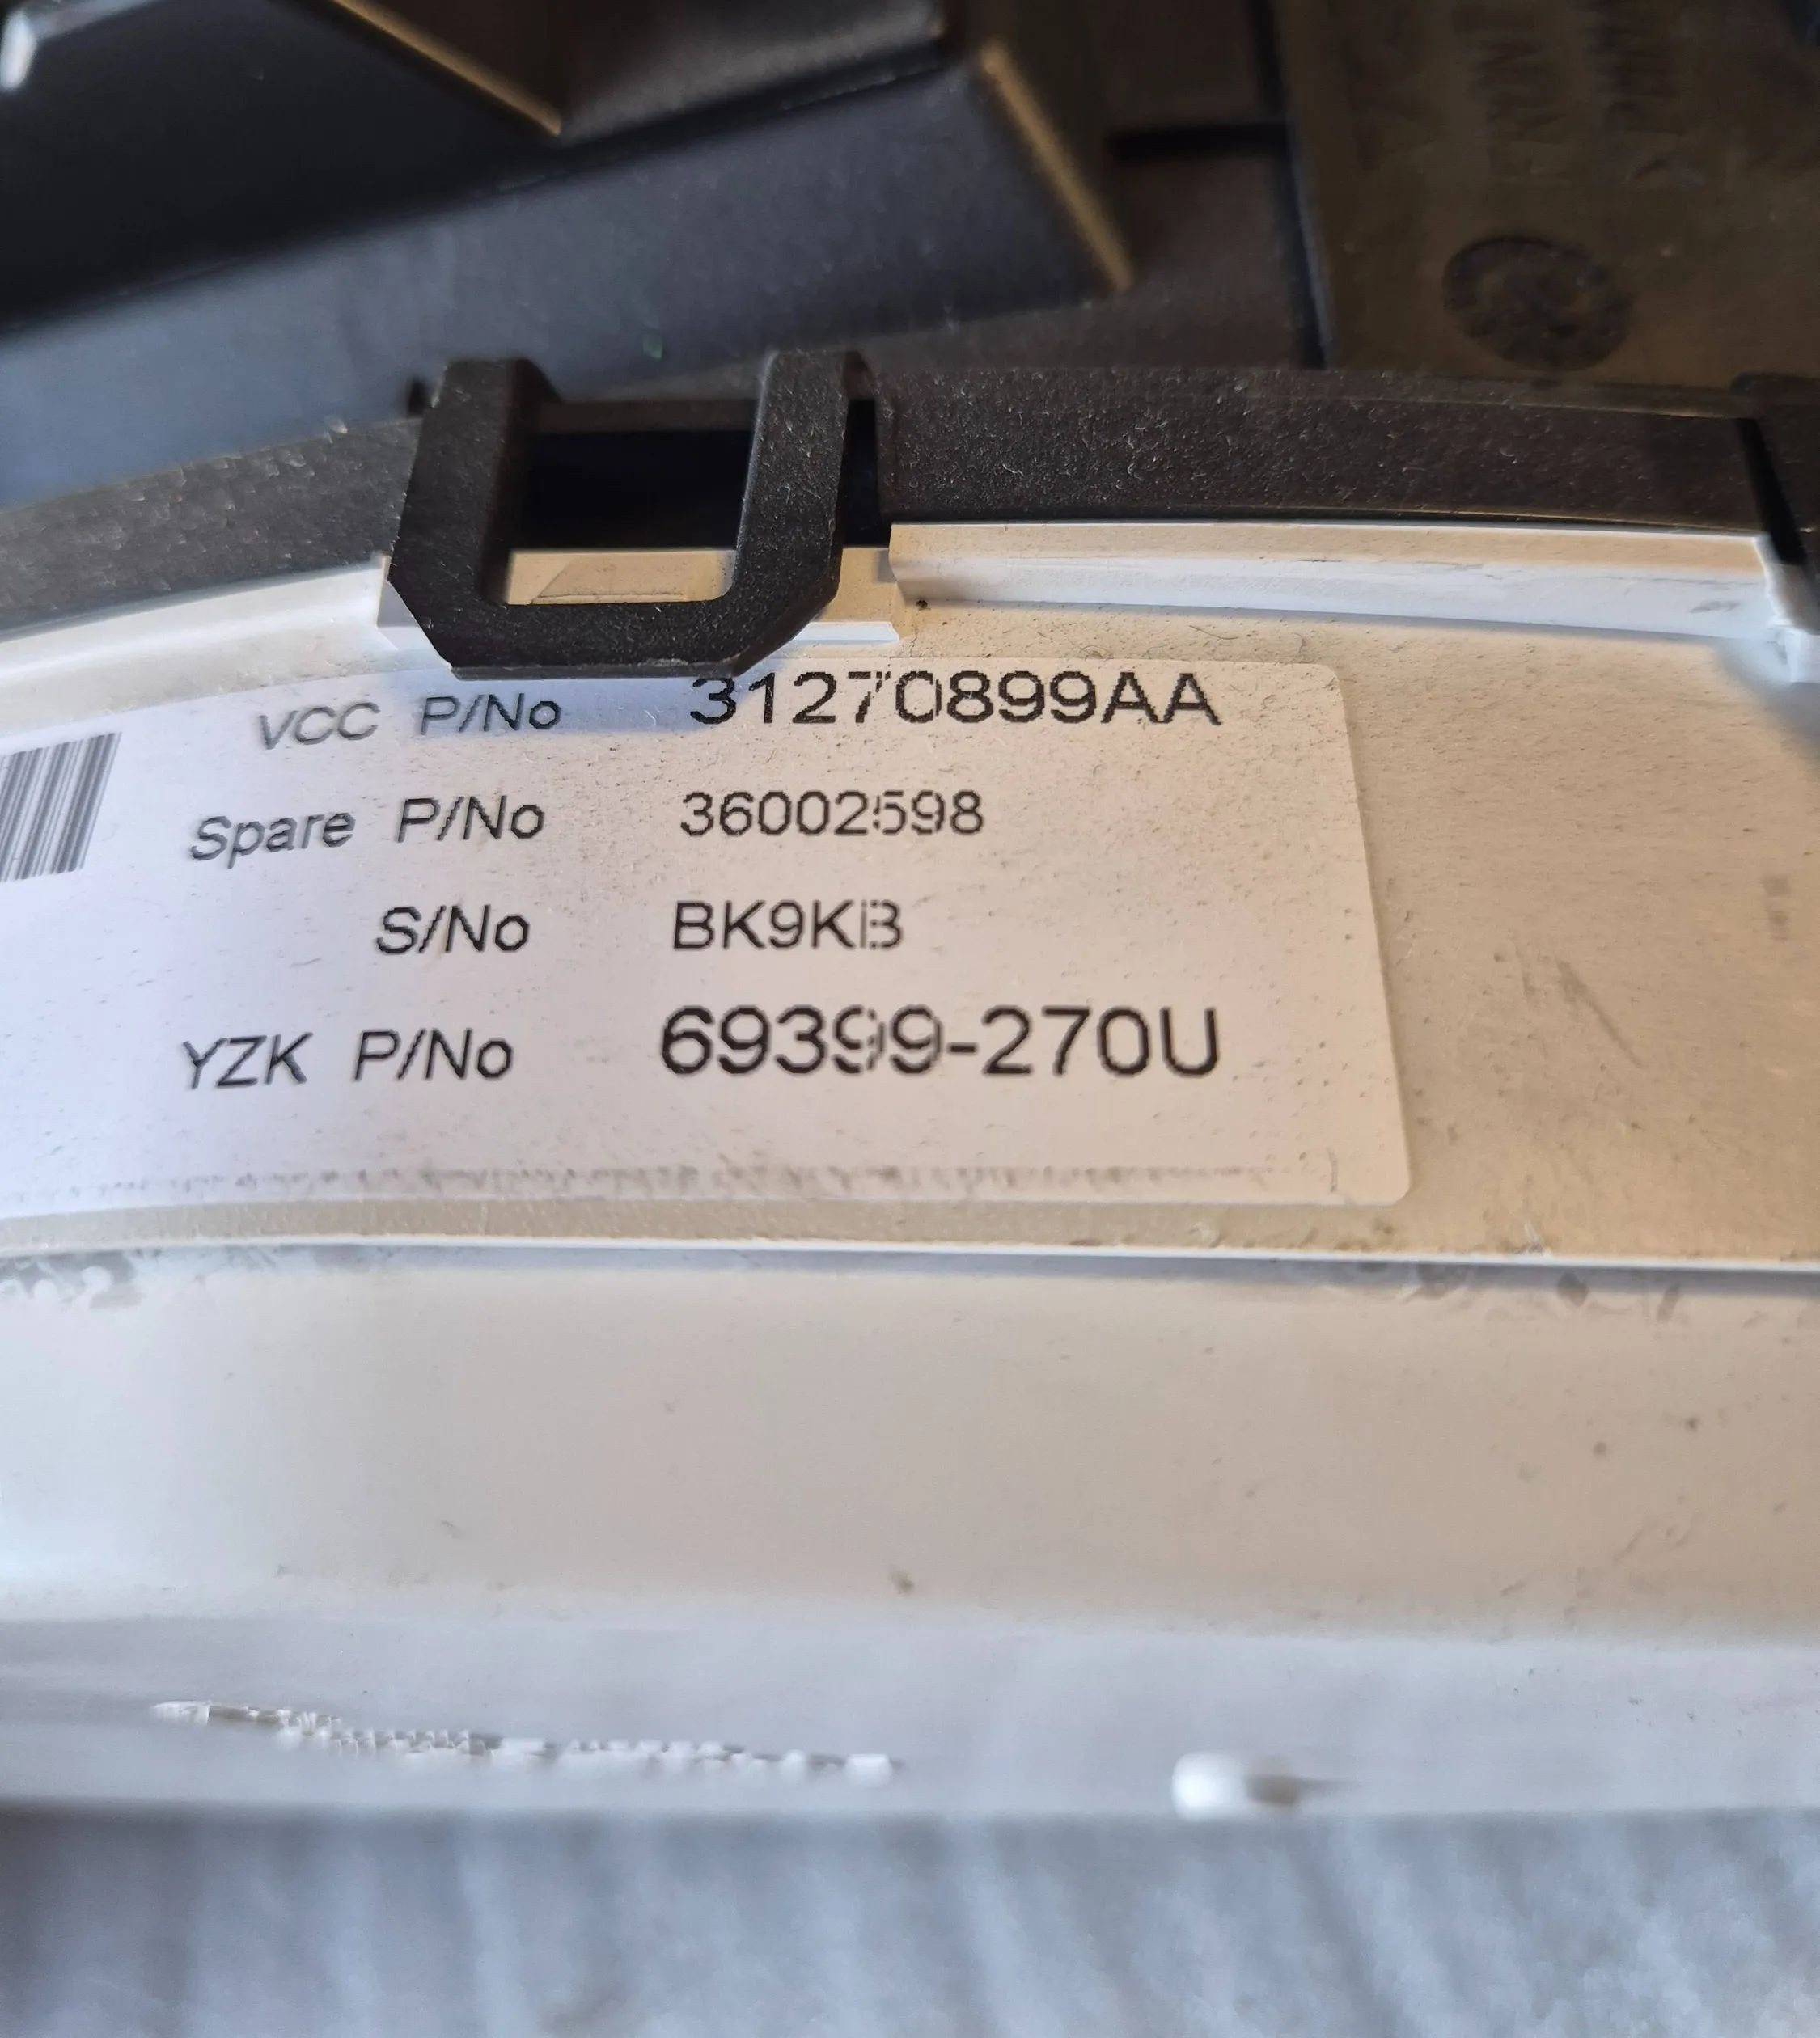 VCC P/No 31270899AA
Spare P/No 36002598
S/No BK9KB
YZK P/No 69399-270U